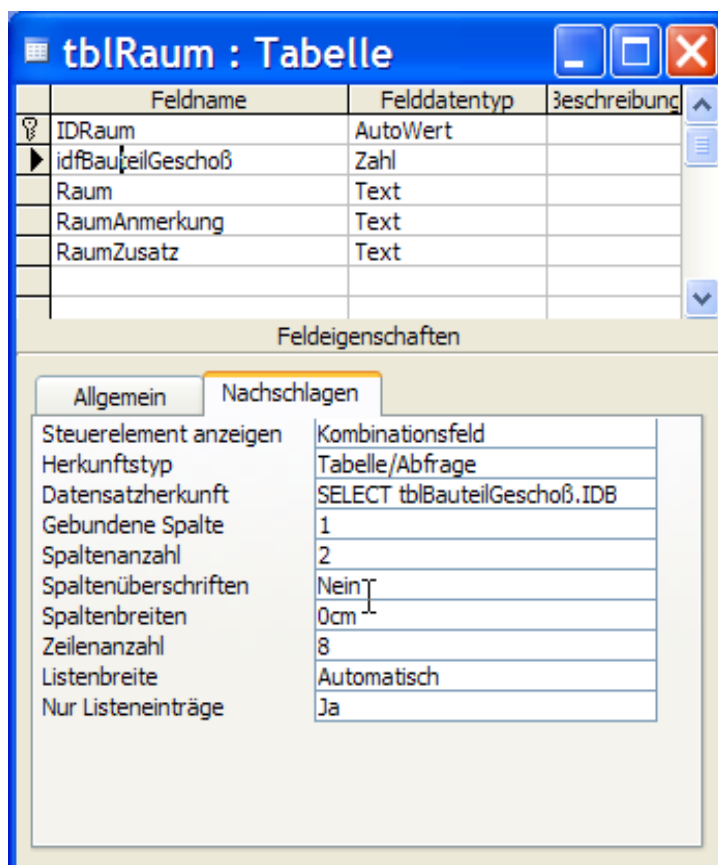 tblRaum : Tabelle
Feldname Felddatentyp Beschreibung
IDRaum AutoWert
idfBauteilGeschoß Zahl
Raum Text
RaumAnmerkung Text
RaumZusatz Text
Feldeigenschaften
Allgemein Nachschlagen
Steuerelement anzeigen Kombinationsfeld
Herkunftstyp Tabelle/Abfrage
Datensatzherkunft SELECT tblBauteilGeschoß.IDB
Gebundene Spalte 1
Spaltenanzahl 2
Spaltenüberschriften Nein
Spaltenbreiten 0cm
Zeilenanzahl 8
Listenbreite Automatisch
Nur Listeneinträge Ja